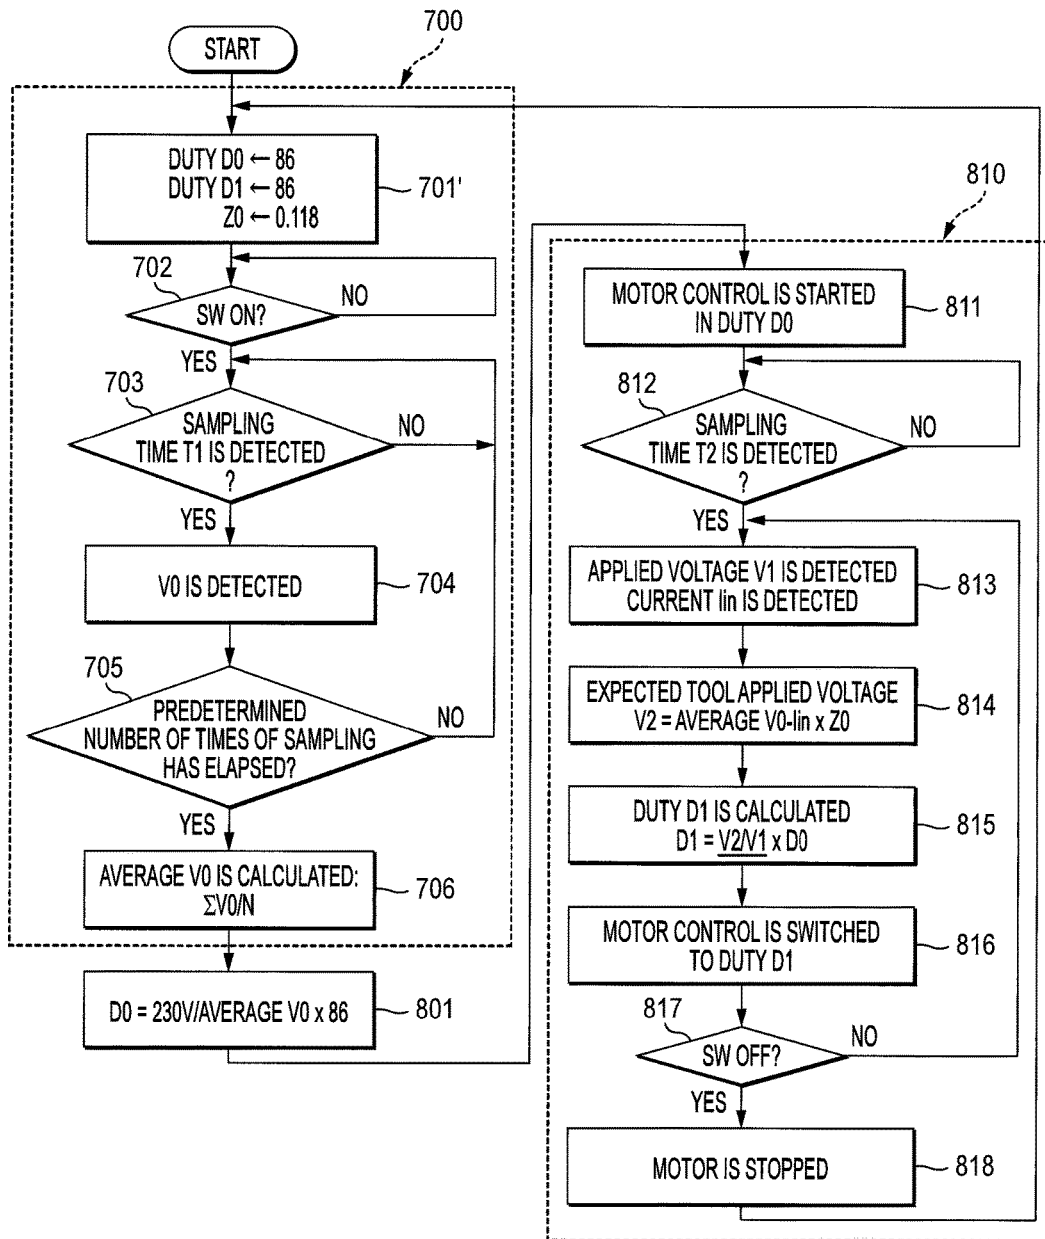 START
700
DUTY D0 ← 86
DUTY D1 ← 86
Z0 ← 0.118
701'
702
SW ON?
NO
YES
703
SAMPLING
TIME T1 IS DETECTED
?
NO
YES
V0 IS DETECTED
704
705
PREDETERMINED
NUMBER OF TIMES OF SAMPLING
HAS ELAPSED?
NO
YES
AVERAGE V0 IS CALCULATED:
ΣV0/N
706
D0 = 230V/AVERAGE V0 x 86
801
810
MOTOR CONTROL IS STARTED
IN DUTY D0
811
812
SAMPLING
TIME T2 IS DETECTED
?
NO
YES
APPLIED VOLTAGE V1 IS DETECTED
CURRENT Iin IS DETECTED
813
EXPECTED TOOL APPLIED VOLTAGE
V2 = AVERAGE V0-Iin x Z0
814
DUTY D1 IS CALCULATED
D1 = V2/V1 x D0
815
MOTOR CONTROL IS SWITCHED
TO DUTY D1
816
817
SW OFF?
NO
YES
MOTOR IS STOPPED
818